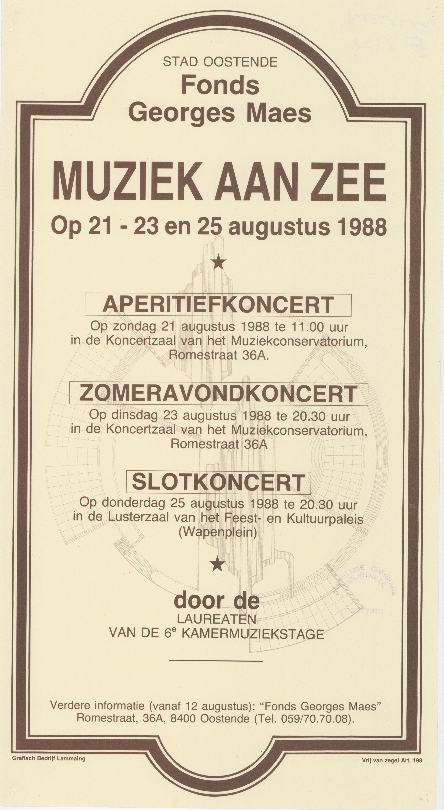 STAD OOSTENDE
Fonds
Georges Maes
MUZIEK AAN ZEE
Op 21 - 23 en 25 augustus 1988
APERITIEFKONCERT
Op zondag 21 augustus 1988 te 11.00 uur
in de Koncertzaal van het Muziekconservatorium,
Romestraat 36A.
ZOMERAVONDKONCERT
Op dinsdag 23 augustus 1988 te 20.30 uur
in de Koncertzaal van het Muziekconservatorium,
Romestraat 36A
SLOTKONCERT
Op donderdag 25 augustus 1988 te 20.30 uur
in de Lusterzaal van het Feest- en Kultuurpaleis
(Wapenplein)
door de
LAUREATEN
VAN DE 6e KAMERMUZIEKSTAGE
Verdere informatie (vanaf 12 augustus): "Fonds Georges Maes"
Romestraat, 36A, 8400 Oostende (Tel. 059/70.70.08).
Grafisch Bedrijf Lammaing
Vrij van zegel Art. 198